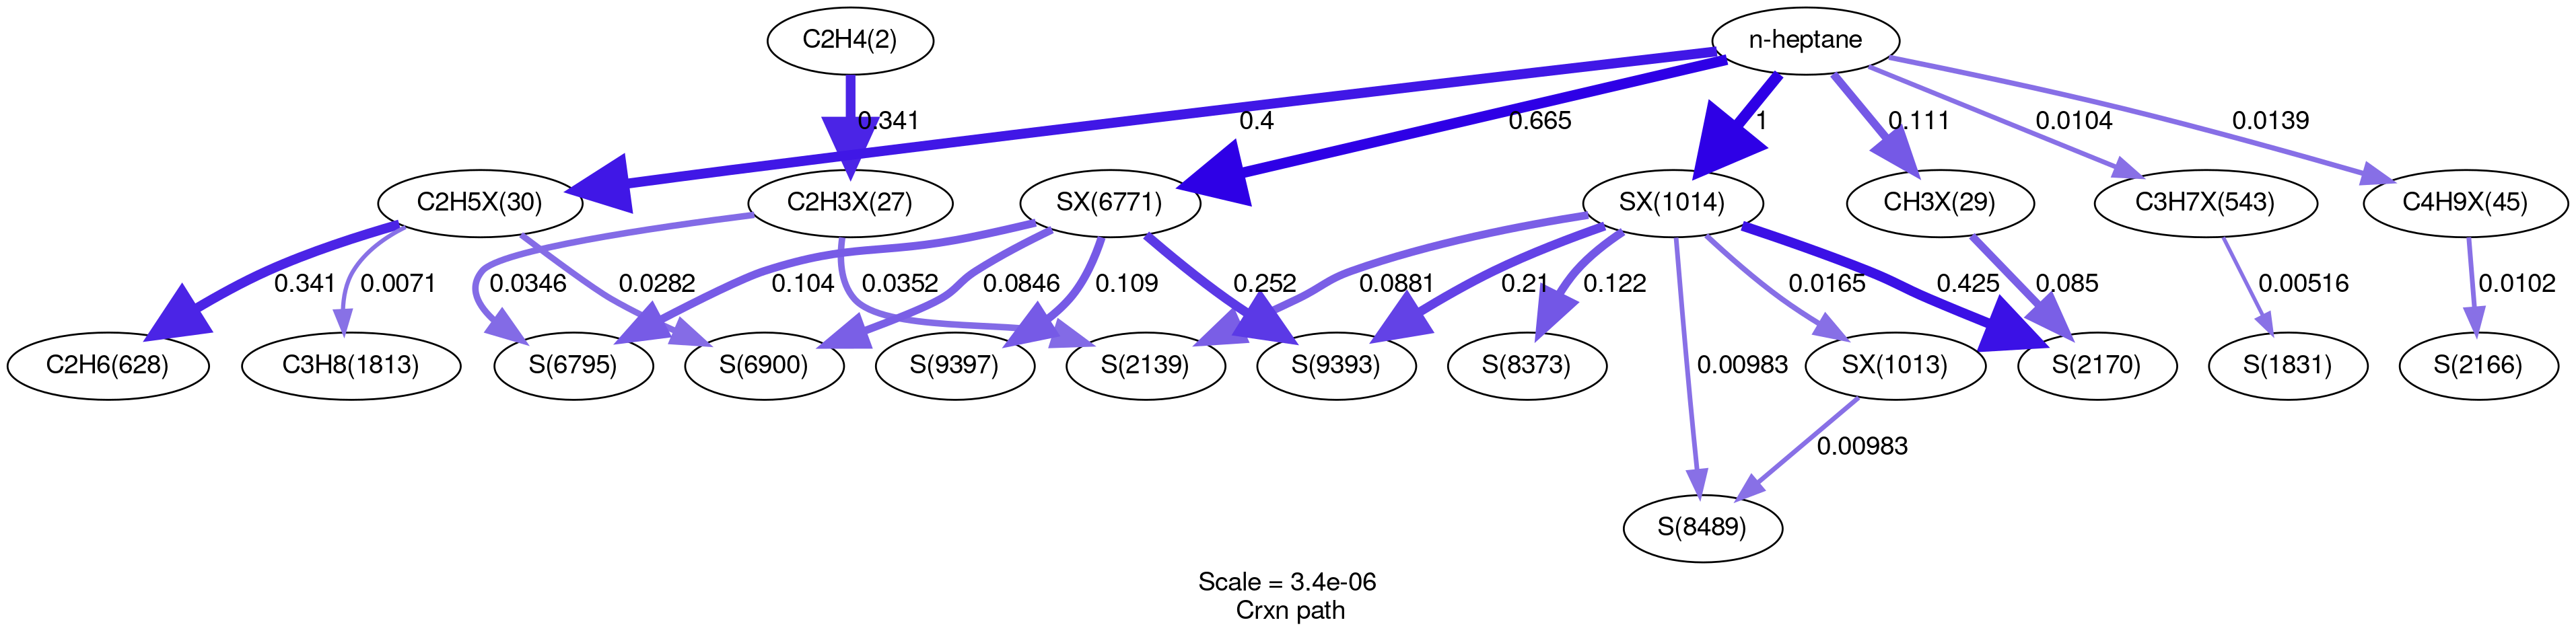 C2H4(2)
n-heptane
0.341
0.4
0.665
1
0.111
0.0104
0.0139
C2H5X(30)
C2H3X(27)
SX(6771)
SX(1014)
CH3X(29)
C3H7X(543)
C4H9X(45)
0.341
0.0071
0.0346
0.0282
0.104
0.0352
0.0846
0.109
0.252
0.0881
0.21
0.122
0.00983
0.0165
0.425
0.085
0.00516
0.0102
C2H6(628)
C3H8(1813)
S(6795)
S(6900)
S(9397)
S(2139)
S(9393)
S(8373)
SX(1013)
S(2170)
S(1831)
S(2166)
0.00983
S(8489)
Scale = 3.4e-06
Crxn path